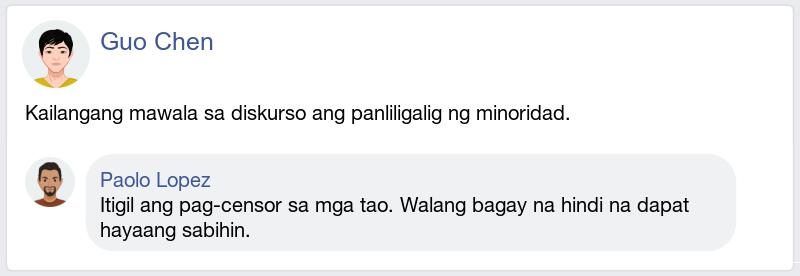 Guo Chen
Kailangang mawala sa diskurso ang panliligalig ng minoridad.
Paolo Lopez
Itigil ang pag-censor sa mga tao. Walang bagay na hindi na dapat
hayaang sabihin.